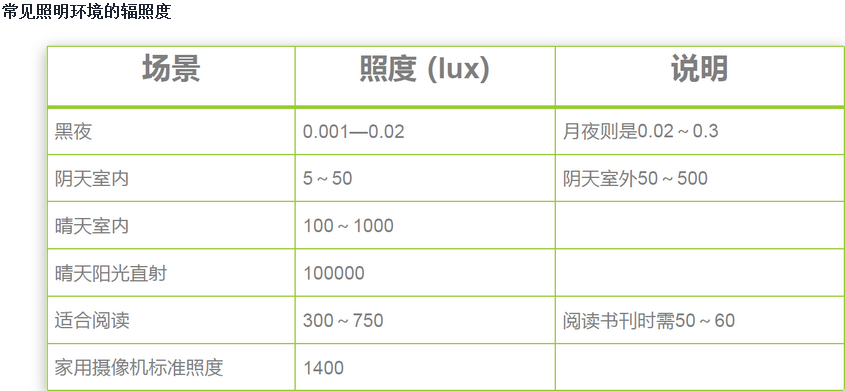 常见照明环境的辐照度
场景 照度 (lux) 说明
黑夜 0.001—0.02 月夜则是0.02～0.3
阴天室内 5～50 阴天室外50～500
晴天室内 100～1000
晴天阳光直射 100000
适合阅读 300～750 阅读书刊时需50～60
家用摄像机标准照度 1400